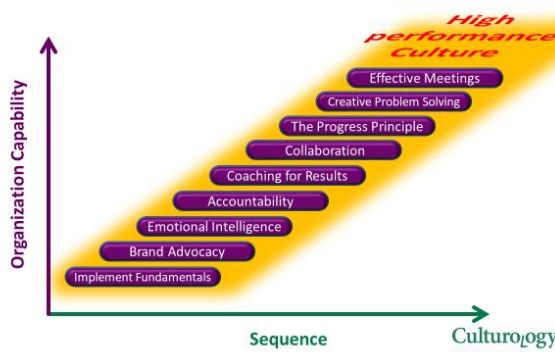 High
performance
Culture
Effective Meetings
Creative Problem Solving
The Progress Principle
Collaboration
Coaching for Results
Accountability
Emotional Intelligence
Brand Advocacy
Implement Fundamentals
Organization Capability
Sequence
Culturology